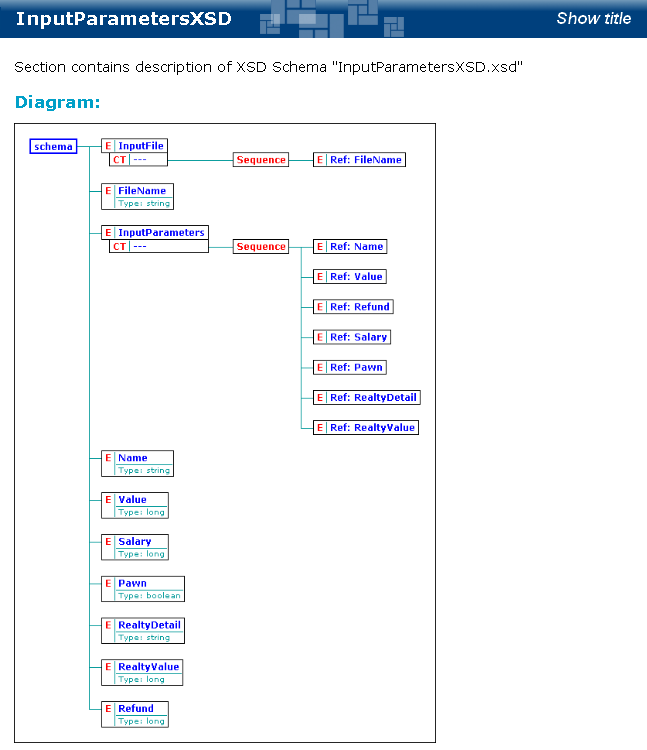 InputParametersXSD
Show title
Section contains description of XSD Schema "InputParametersXSD.xsd"
Diagram:
schema
E InputFile
CT ---
Sequence
E Ref: FileName
E FileName
Type: string
E InputParameters
CT ---
Sequence
E Ref: Name
E Ref: Value
E Ref: Refund
E Ref: Salary
E Ref: Pawn
E Ref: RealtyDetail
E Ref: RealtyValue
E Name
Type: string
E Value
Type: long
E Salary
Type: long
E Pawn
Type: boolean
E RealtyDetail
Type: string
E RealtyValue
Type: long
E Refund
Type: long